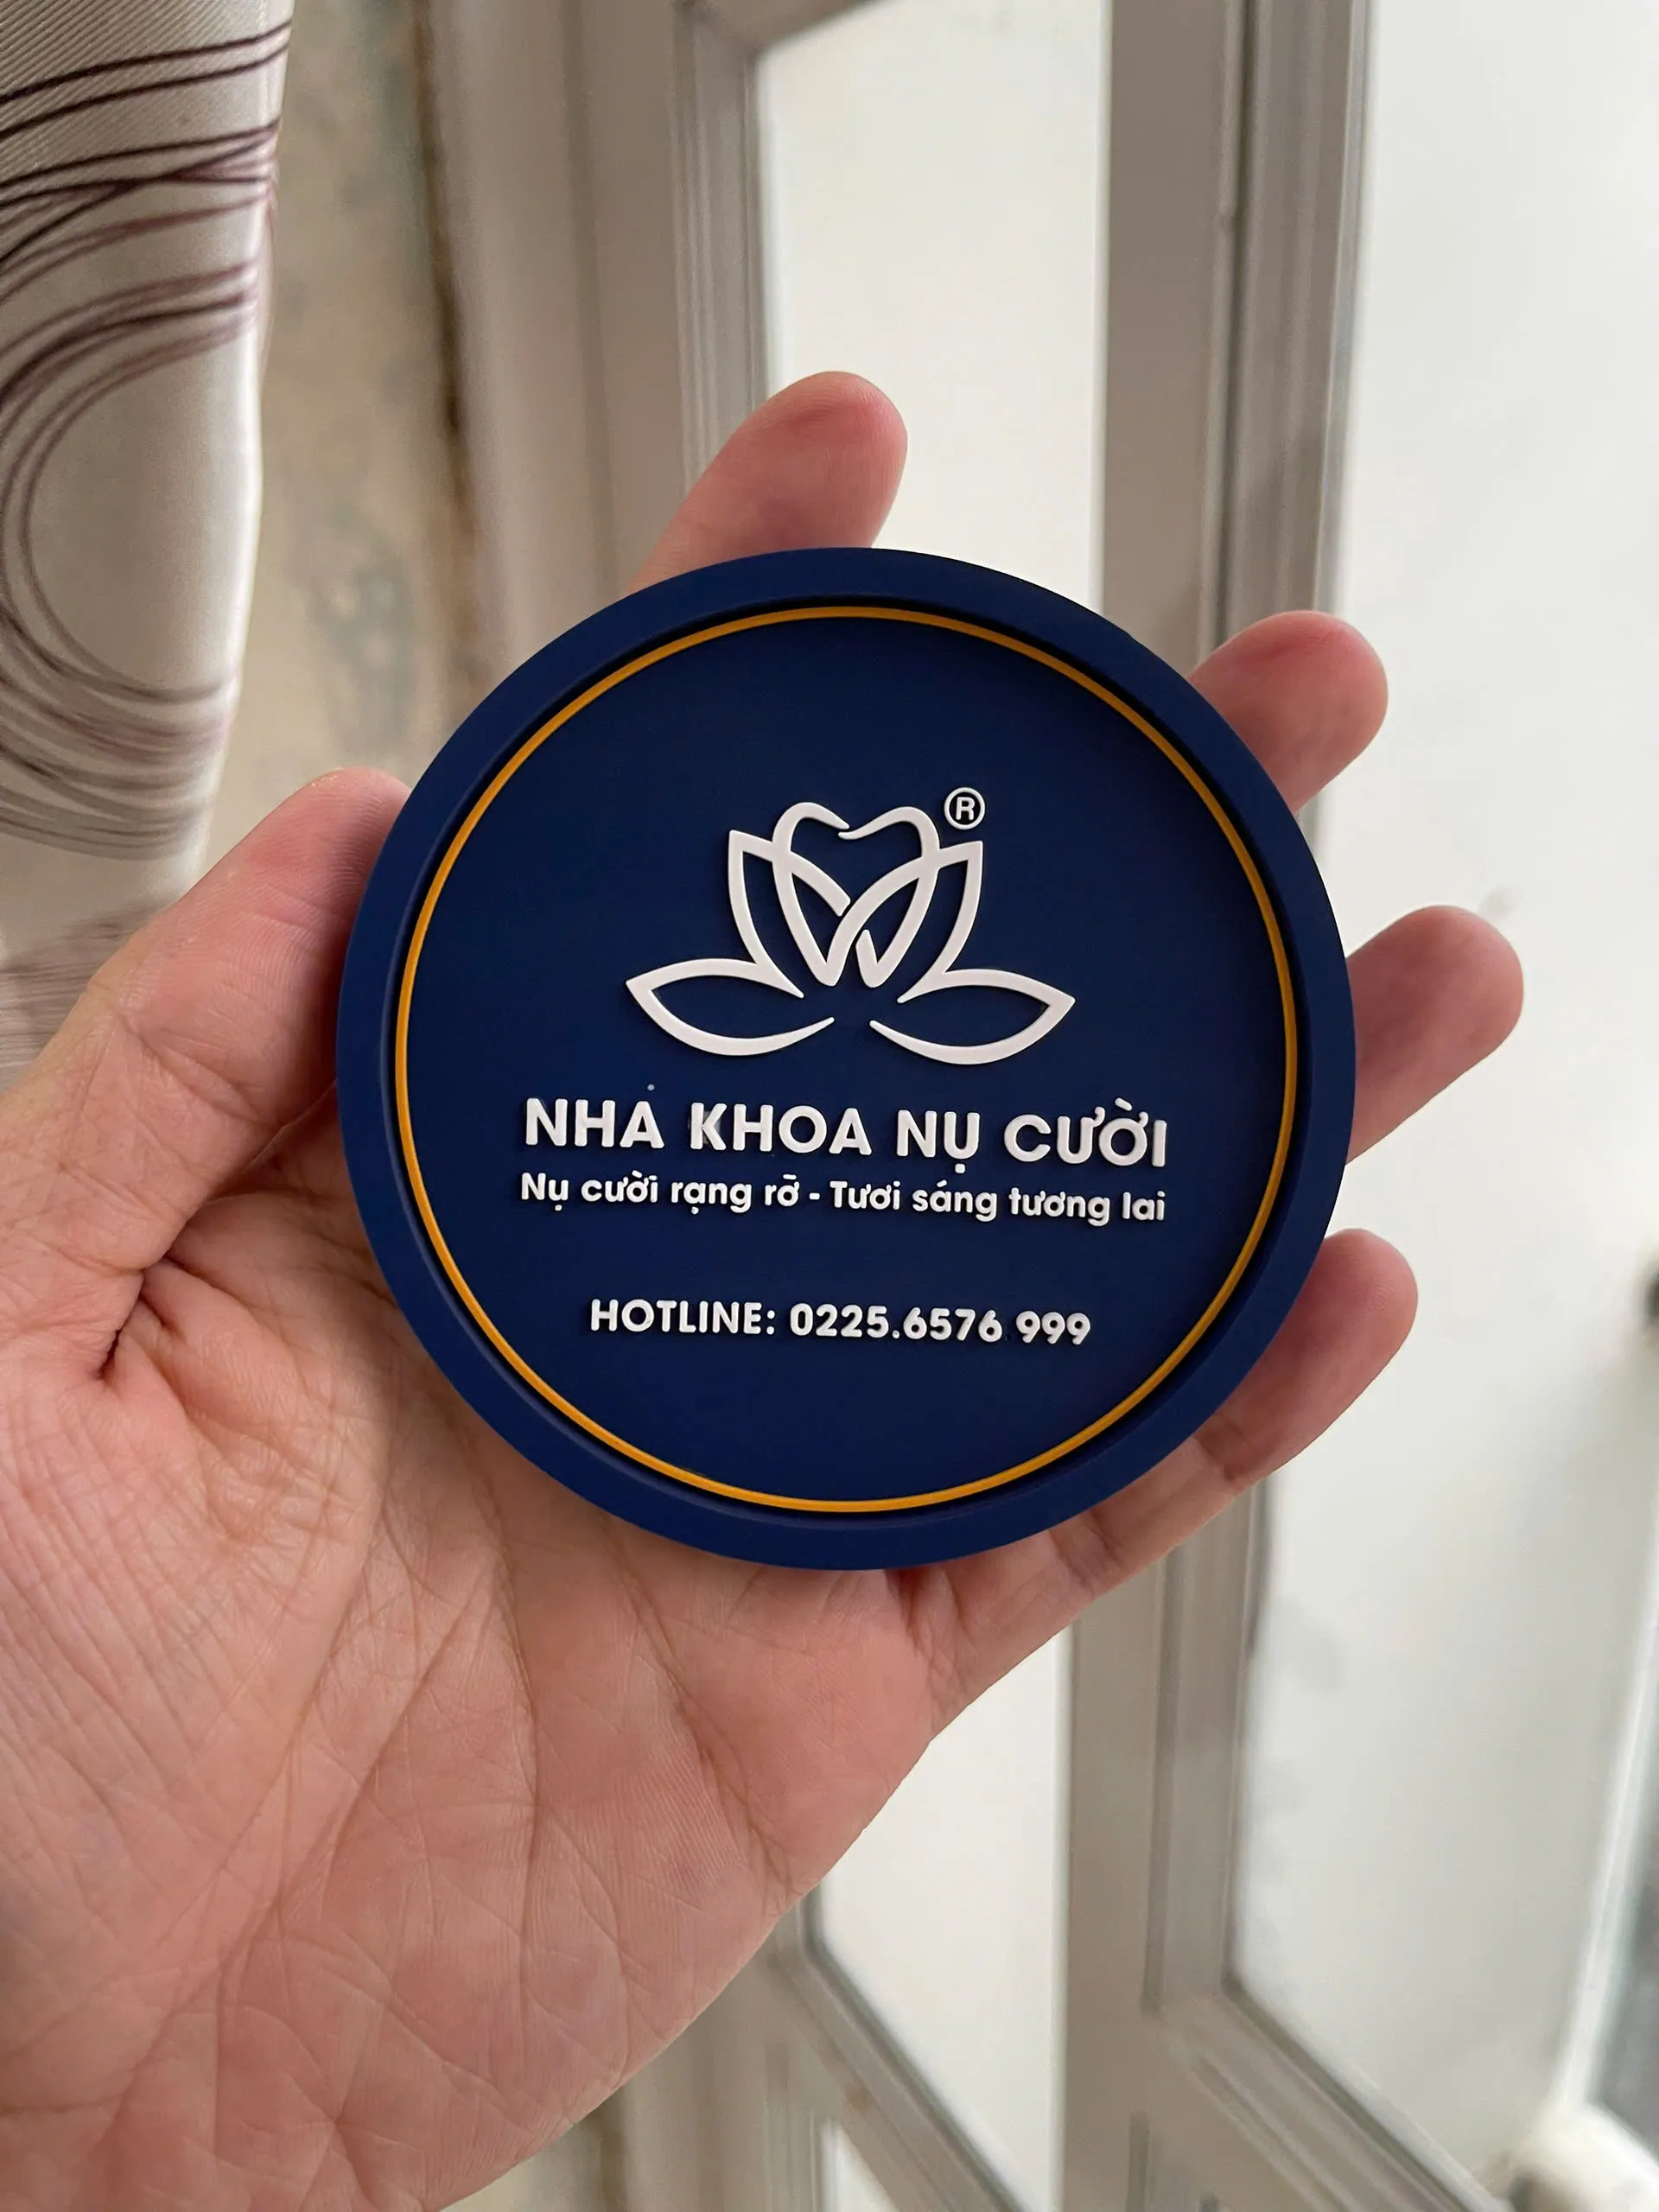 ®
NHA KHOA NỤ CƯỜI
Nụ cười rạng rỡ - Tươi sáng tương lai
HOTLINE: 0225.6576 999